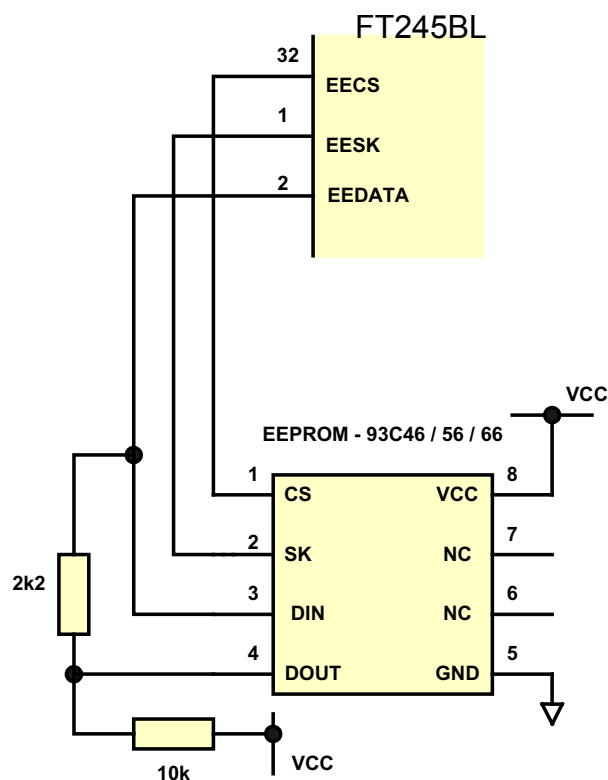 FT245BL
32
EECS
1
EESK
2
EEDATA
VCC
EEPROM - 93C46 / 56 / 66
1
CS
VCC
8
2
SK
NC
7
2k2
3
DIN
NC
6
4
DOUT
GND
5
VCC
10k